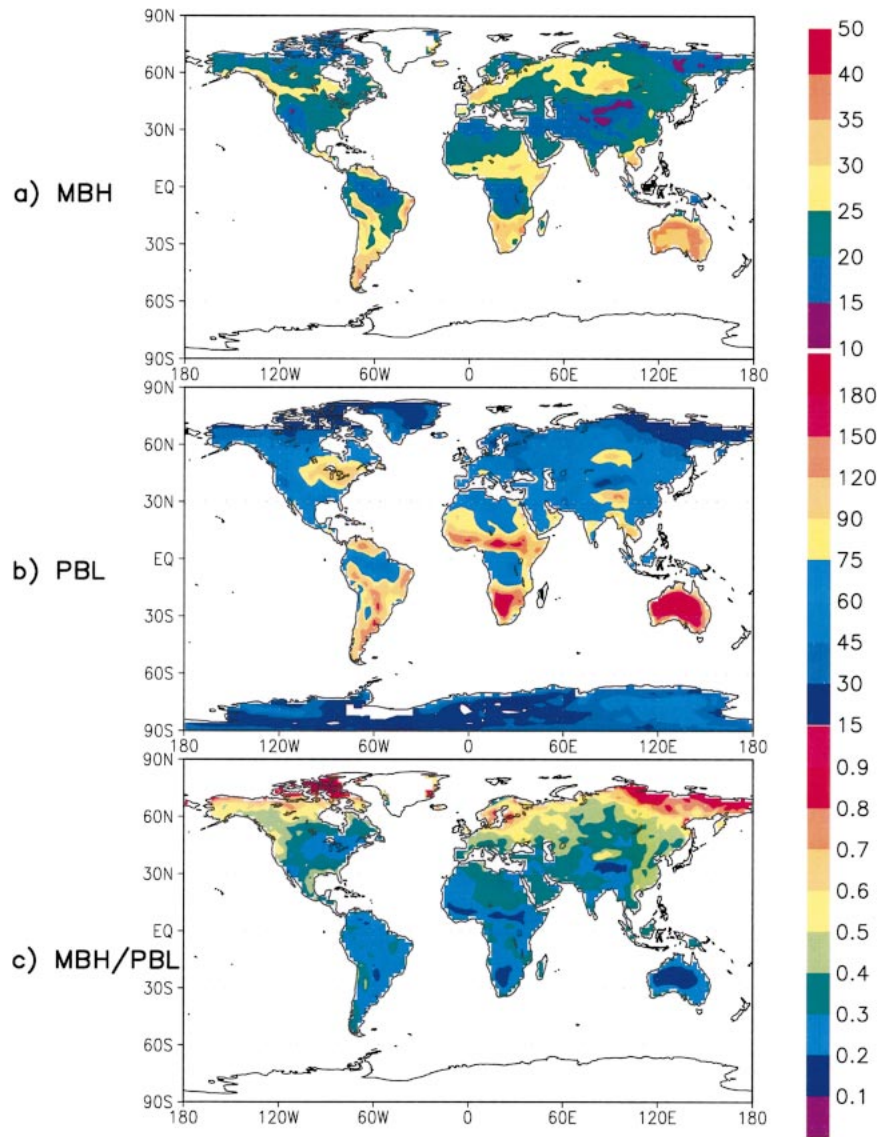 90N
60N
30N
EQ
30S
60S
90S
a) MBH
180 120W 60W 0 60E 120E 180
50
40
35
30
25
20
15
10
90N
60N
30N
EQ
30S
60S
90S
b) PBL
180 120W 60W 0 60E 120E 180
180
150
120
90
75
60
45
30
15
90N
60N
30N
EQ
30S
60S
90S
c) MBH/PBL
180 120W 60W 0 60E 120E 180
0.9
0.8
0.7
0.6
0.5
0.4
0.3
0.2
0.1